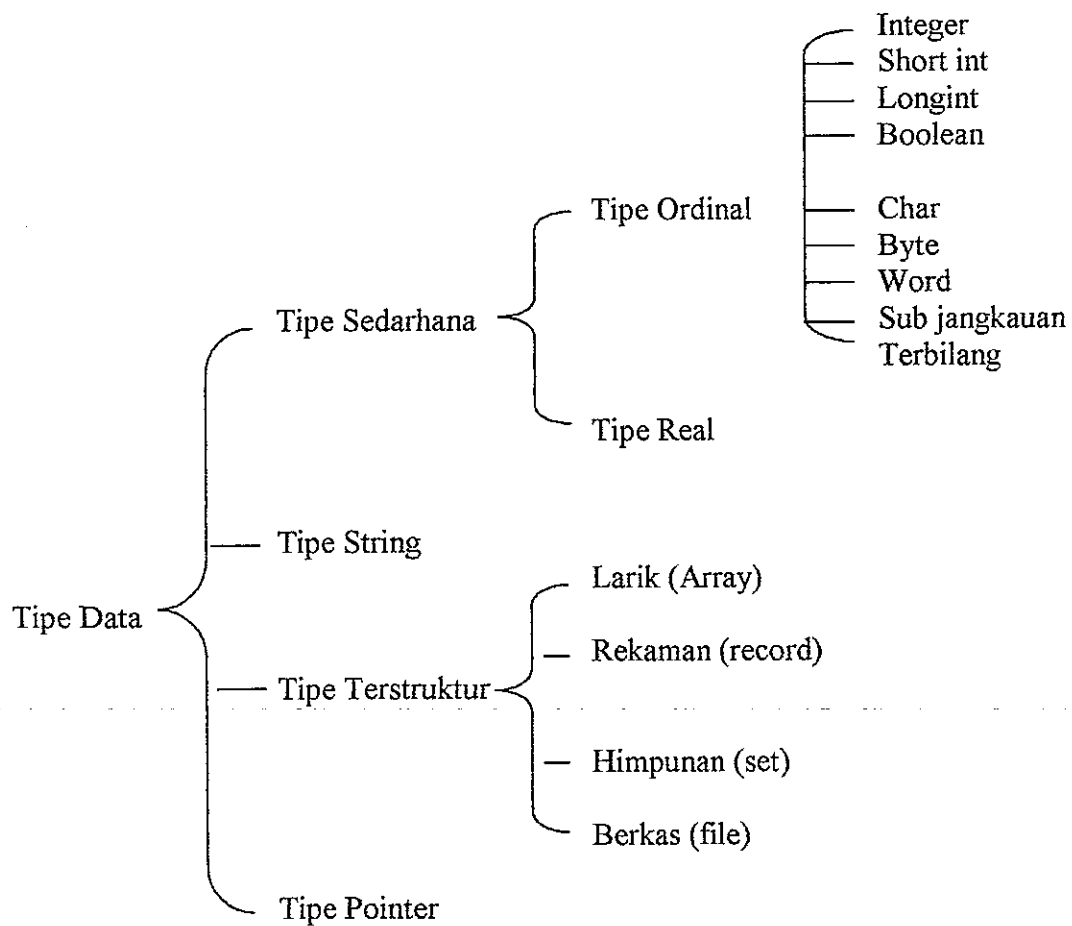 Integer
Short int
Longint
Boolean
Tipe Ordinal
Char
Byte
Word
Tipe Sedarhana
Sub jangkauan
Terbilang
Tipe Real
Tipe String
Larik (Array)
Tipe Data
Rekaman (record)
Tipe Terstruktur
Himpunan (set)
Berkas (file)
Tipe Pointer